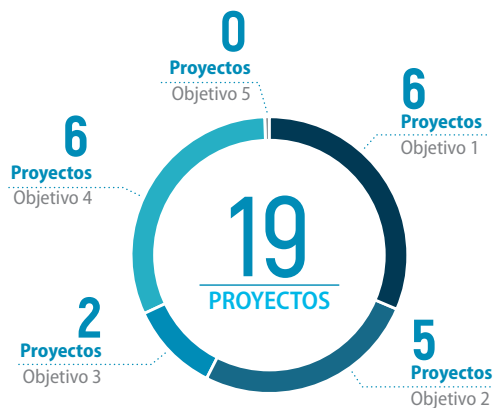 0
Proyectos
Objetivo 5
6
Proyectos
Objetivo 1
6
Proyectos
Objetivo 4
19
PROYECTOS
2
Proyectos
Objetivo 3
5
Proyectos
Objetivo 2